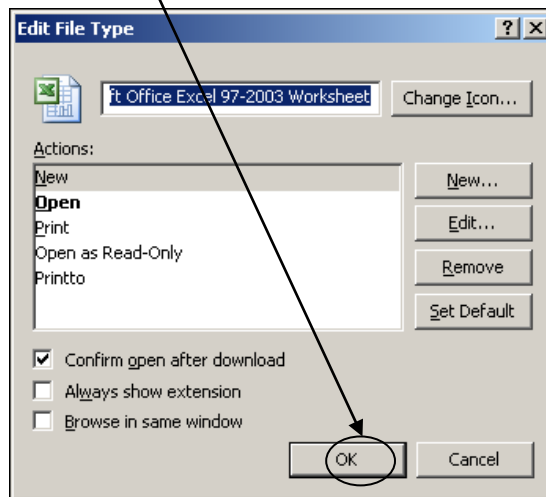 Edit File Type
ft Office Excel 97-2003 Worksheet
Change Icon...
Actions:
New
Open
Print
Open as Read-Only
Printto
New...
Edit...
Remove
Set Default
Confirm open after download
Always show extension
Browse in same window
OK
Cancel